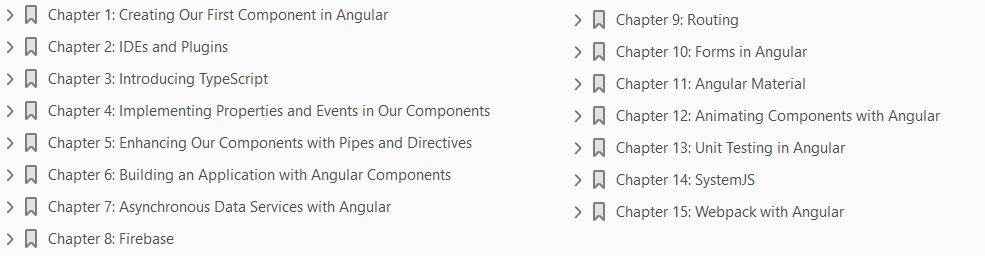 Chapter 1: Creating Our First Component in Angular
Chapter 2: IDEs and Plugins
Chapter 3: Introducing TypeScript
Chapter 4: Implementing Properties and Events in Our Components
Chapter 5: Enhancing Our Components with Pipes and Directives
Chapter 6: Building an Application with Angular Components
Chapter 7: Asynchronous Data Services with Angular
Chapter 8: Firebase
Chapter 9: Routing
Chapter 10: Forms in Angular
Chapter 11: Angular Material
Chapter 12: Animating Components with Angular
Chapter 13: Unit Testing in Angular
Chapter 14: SystemJS
Chapter 15: Webpack with Angular